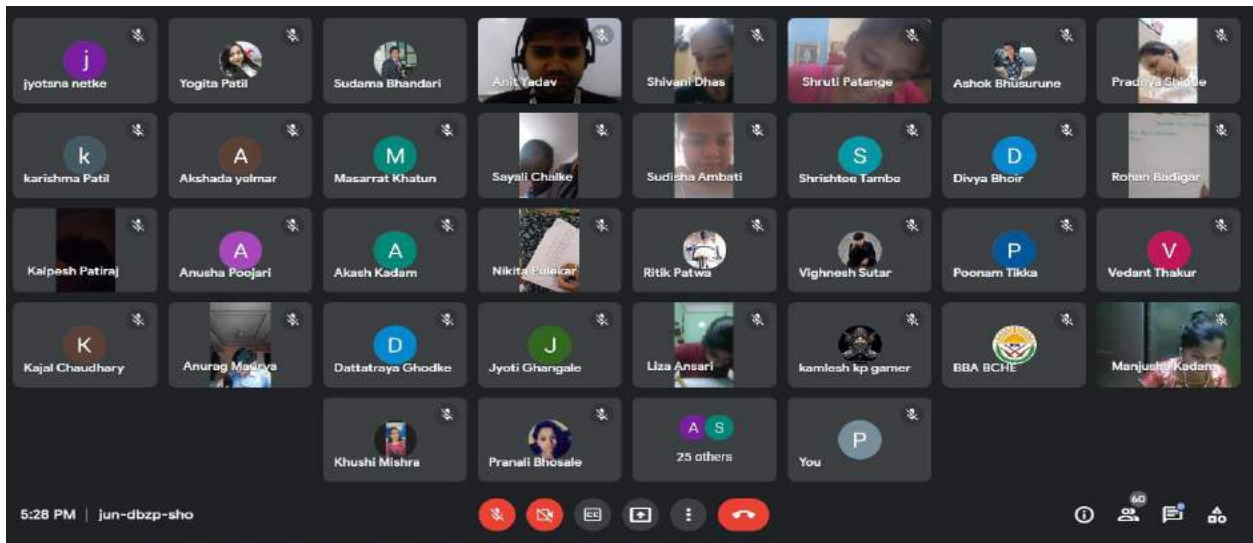 j
jyotsna netke
Yogita Patil
Sudama Bhandari
Anit Yadav
Shivani Dhas
Shruti Patange
Ashok Bhusurune
Pradnya Shinde
k
karishma Patil
A
Akshada yelmar
M
Masarrat Khatun
Sayali Chalke
Sudisha Ambati
S
Shrishtee Tambe
D
Divya Bhoir
Rohan Badigar
Kalpesh Patiraj
A
Anusha Poojari
A
Akash Kadam
Nikita Pulekar
Ritik Patwa
Vighnesh Sutar
P
Poonam Tikka
V
Vedant Thakur
K
Kajal Chaudhary
Anurag Maurya
D
Dattatraya Ghodke
J
Jyoti Ghangale
Liza Ansari
kamlesh kp gamer
BBA BCHE
Manjusha Kadam
Khushi Mishra
Pranali Bhosale
A S
25 others
P
You
5:28 PM | jun-dbzp-sho
CC
60